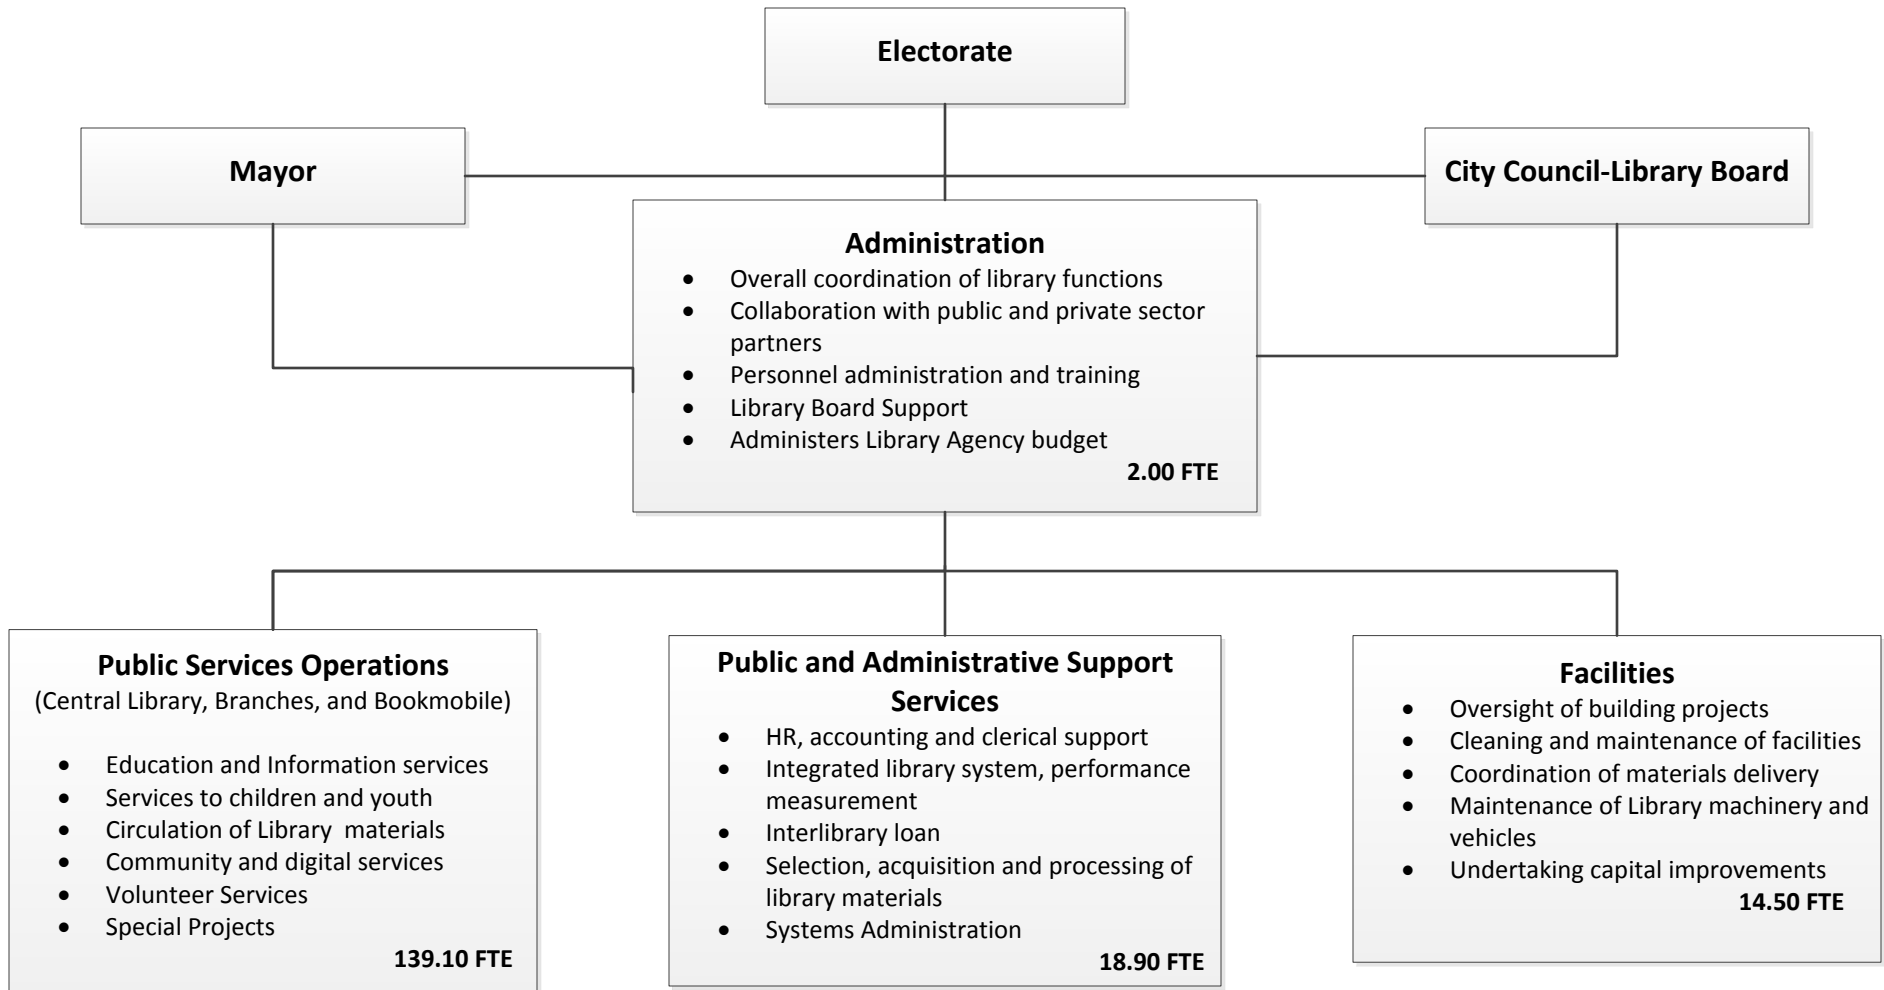 Electorate
Mayor
City Council-Library Board
Administration
• Overall coordination of library functions
• Collaboration with public and private sector
partners
• Personnel administration and training
• Library Board Support
• Administers Library Agency budget
2.00 FTE
Public Services Operations
(Central Library, Branches, and Bookmobile)
• Education and Information services
• Services to children and youth
• Circulation of Library  materials
• Community and digital services
• Volunteer Services
• Special Projects
139.10 FTE
Public and Administrative Support
Services
• HR, accounting and clerical support
• Integrated library system, performance
measurement
• Interlibrary loan
• Selection, acquisition and processing of
library materials
• Systems Administration
18.90 FTE
Facilities
• Oversight of building projects
• Cleaning and maintenance of facilities
• Coordination of materials delivery
• Maintenance of Library machinery and
vehicles
• Undertaking capital improvements
14.50 FTE